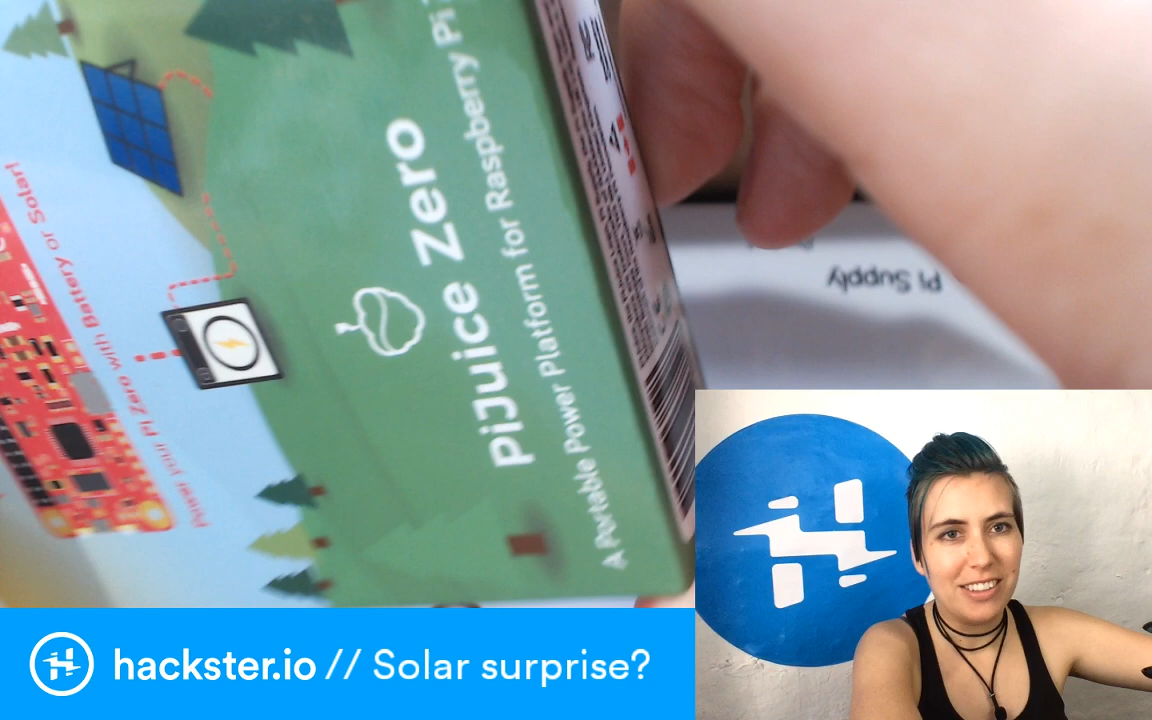 Power your Pi Zero with Battery or Solar!
PiJuice Zero
A Portable Power Platform for Raspberry Pi
Pi Supply
hackster.io // Solar surprise?